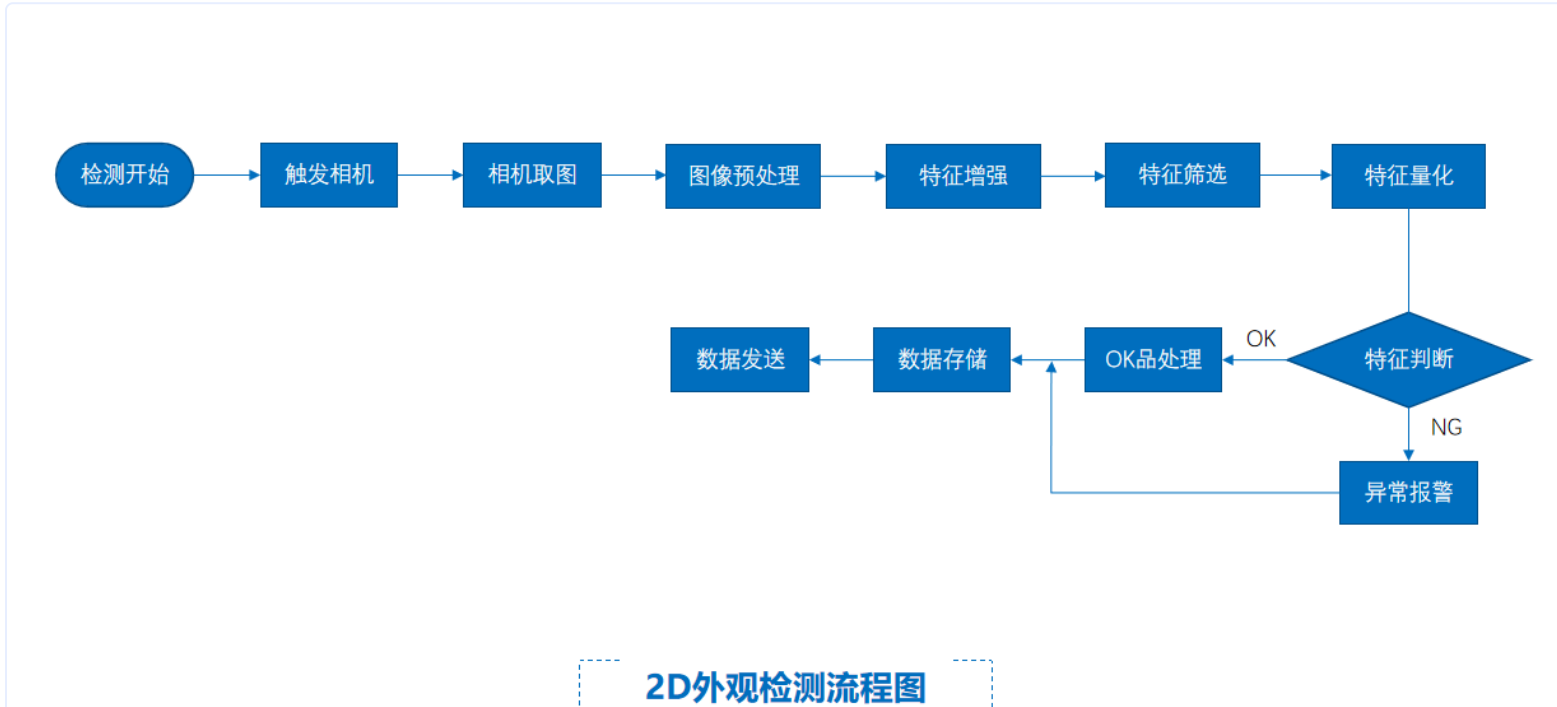 检测开始
触发相机
相机取图
图像预处理
特征增强
特征筛选
特征量化
特征判断
OK
OK品处理
数据存储
数据发送
NG
异常报警
2D外观检测流程图